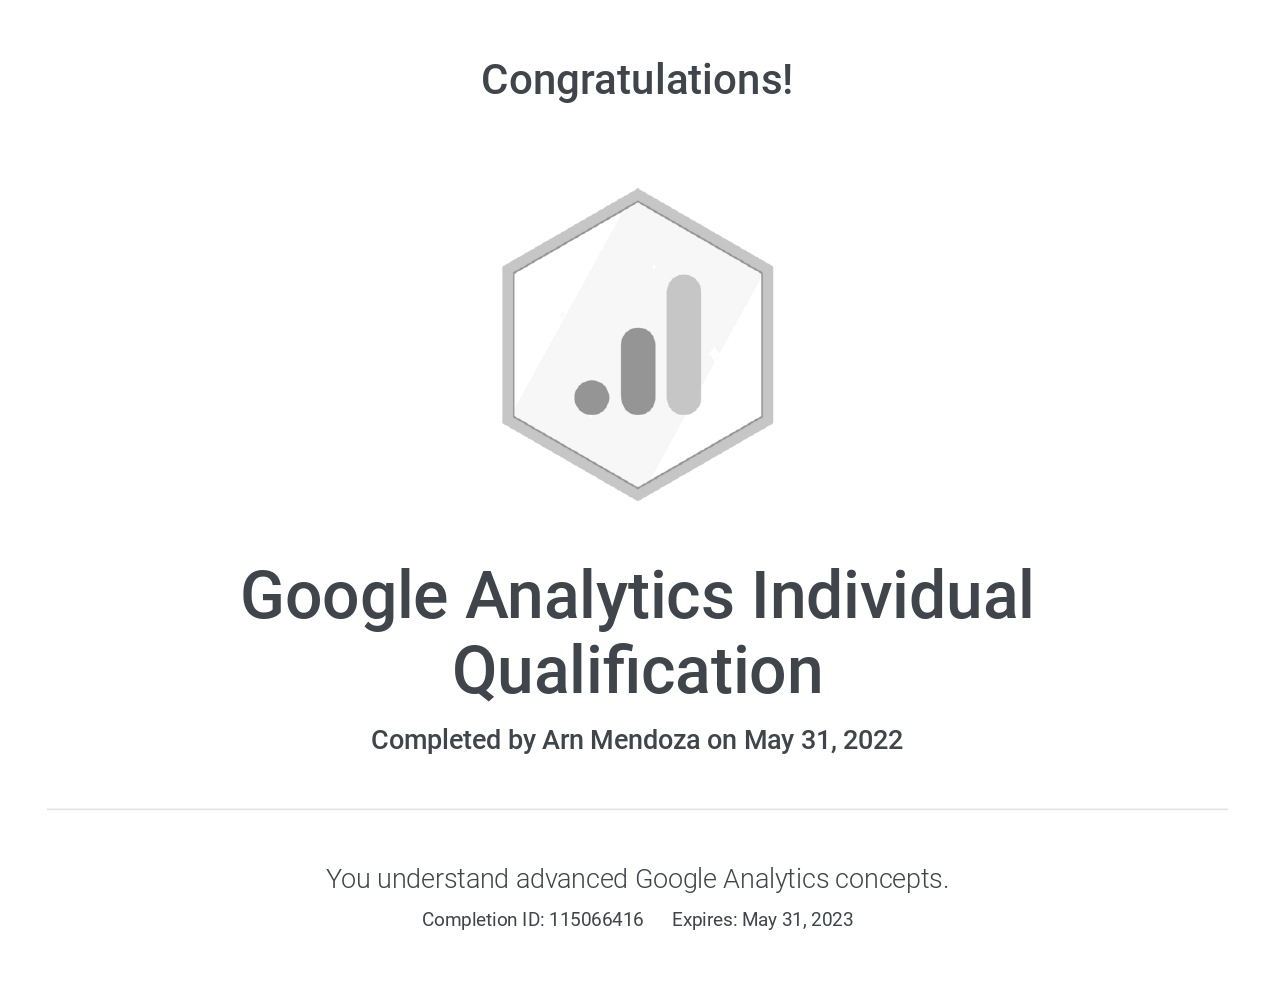 Congratulations!
Google Analytics Individual
Qualification
Completed by Arn Mendoza on May 31, 2022
You understand advanced Google Analytics concepts.
Completion ID: 115066416 Expires: May 31, 2023